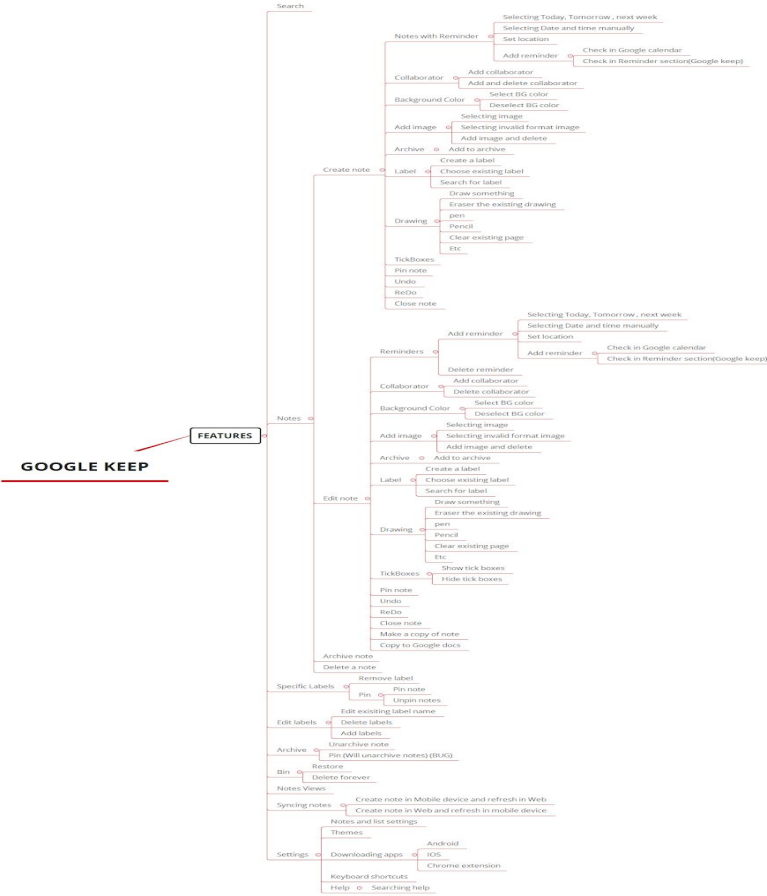 Search
Selecting Today, Tomorrow , next week
Selecting Date and time manually
Notes with Reminder
Set location
Add reminder
Check in Google calendar
Check in Reminder section(Google keep)
Collaborator
Add collaborator
Add and delete collaborator
Background Color
Select BG color
Deselect BG color
Add image
Selecting image
Selecting invalid format image
Add image and delete
Archive
Add to archive
Create note
Label
Create a label
Choose existing label
Search for label
Drawing
Draw something
Eraser the existing drawing
pen
Pencil
Clear existing page
Etc
TickBoxes
Pin note
Undo
ReDo
Close note
Reminders
Add reminder
Selecting Today, Tomorrow , next week
Selecting Date and time manually
Set location
Add reminder
Check in Google calendar
Check in Reminder section(Google keep)
Delete reminder
Collaborator
Add collaborator
Delete collaborator
Background Color
Select BG color
Deselect BG color
Notes
FEATURES
GOOGLE KEEP
Add image
Selecting image
Selecting invalid format image
Add image and delete
Archive
Add to archive
Label
Create a label
Choose existing label
Search for label
Edit note
Drawing
Draw something
Eraser the existing drawing
pen
Pencil
Clear existing page
Etc
TickBoxes
Show tick boxes
Hide tick boxes
Pin note
Undo
ReDo
Close note
Make a copy of note
Copy to Google docs
Archive note
Delete a note
Specific Labels
Remove label
Pin
Pin note
Unpin notes
Edit labels
Edit exisiting label name
Delete labels
Add labels
Archive
Unarchive note
Pin (Will unarchive notes) (BUG)
Bin
Restore
Delete forever
Notes Views
Syncing notes
Create note in Mobile device and refresh in Web
Create note in Web and refresh in mobile device
Settings
Notes and list settings
Themes
Downloading apps
Android
IOS
Chrome extension
Keyboard shortcuts
Help
Searching help